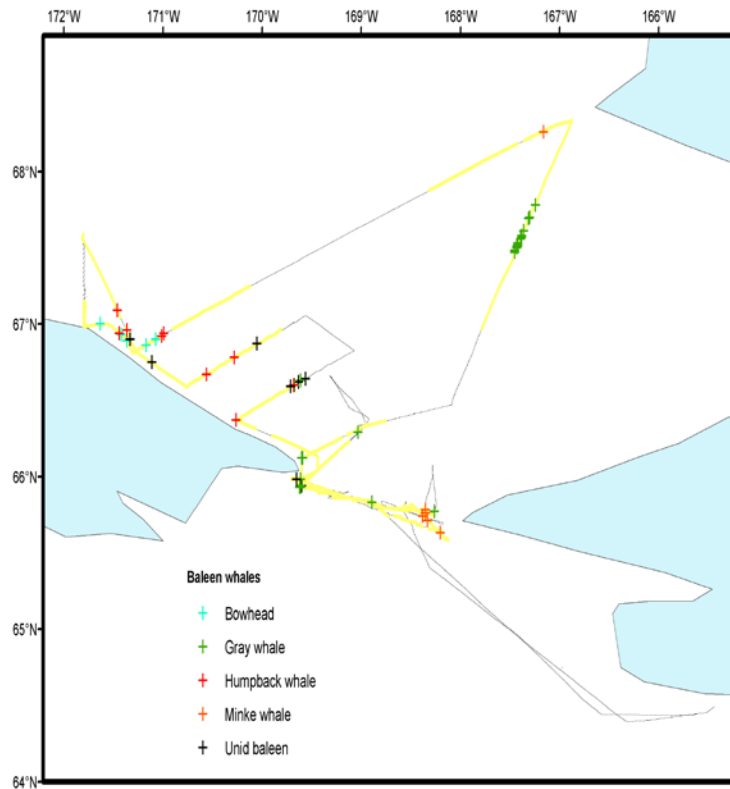 172°W 171°W 170°W 169°W 168°W 167°W 166°W
68°N
67°N
66°N
65°N
64°N
Baleen whales
Bowhead
Gray whale
Humpback whale
Minke whale
Unid baleen